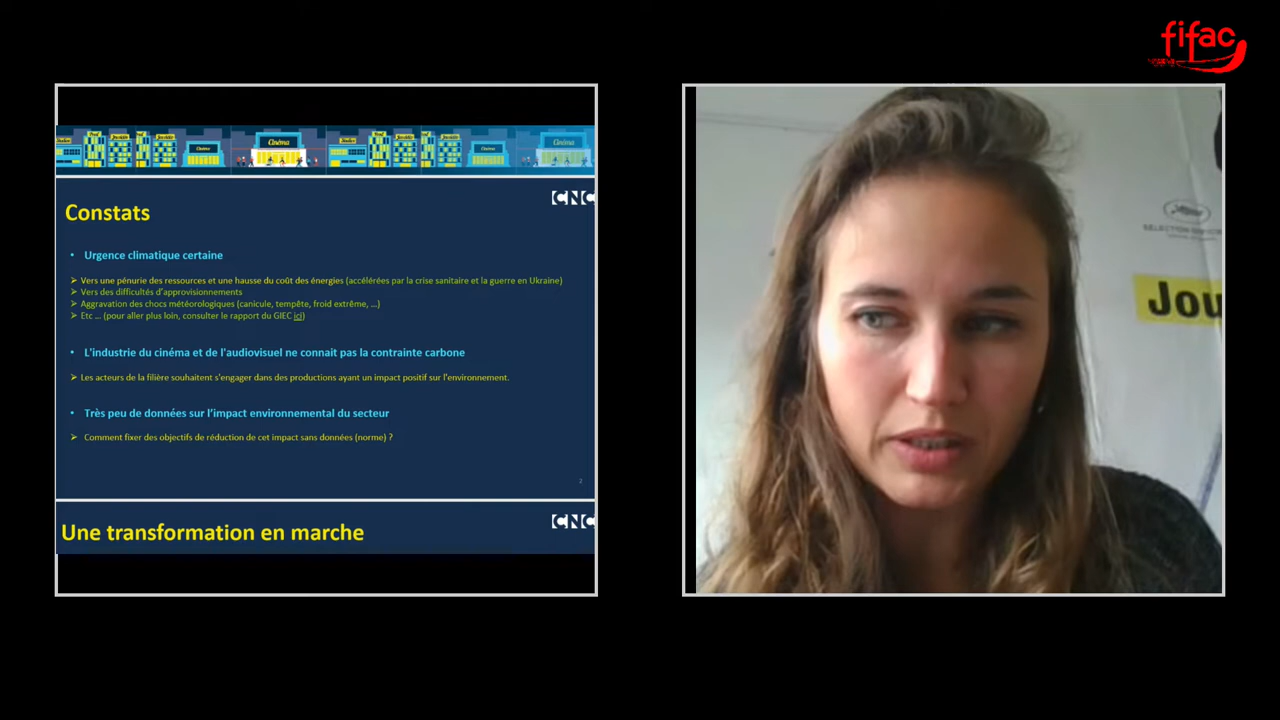 fifac
Cinéma
CNC
Constats
• Urgence climatique certaine
➢ Vers une pénurie des ressources et une hausse du coût des énergies (accélérées par la crise sanitaire et la guerre en Ukraine)
➢ Vers des difficultés d'approvisionnements
➢ Aggravation des chocs météorologiques (canicule, tempête, froid extrême, ...)
➢ Etc ... (pour aller plus loin, consulter le rapport du GIEC ici)
• L'industrie du cinéma et de l'audiovisuel ne connait pas la contrainte carbone
➢ Les acteurs de la filière souhaitent s'engager dans des productions ayant un impact positif sur l'environnement.
• Très peu de données sur l'impact environnemental du secteur
➢ Comment fixer des objectifs de réduction de cet impact sans données (norme) ?
2
CNC
Une transformation en marche
Jou